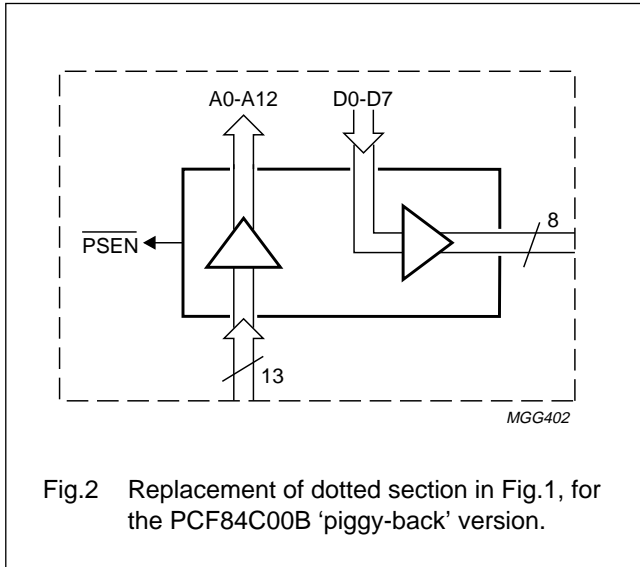 A0-A12 D0-D7
PSEN
8
13
MGG402
Fig.2 Replacement of dotted section in Fig.1, for
the PCF84C00B ‘piggy-back’ version.